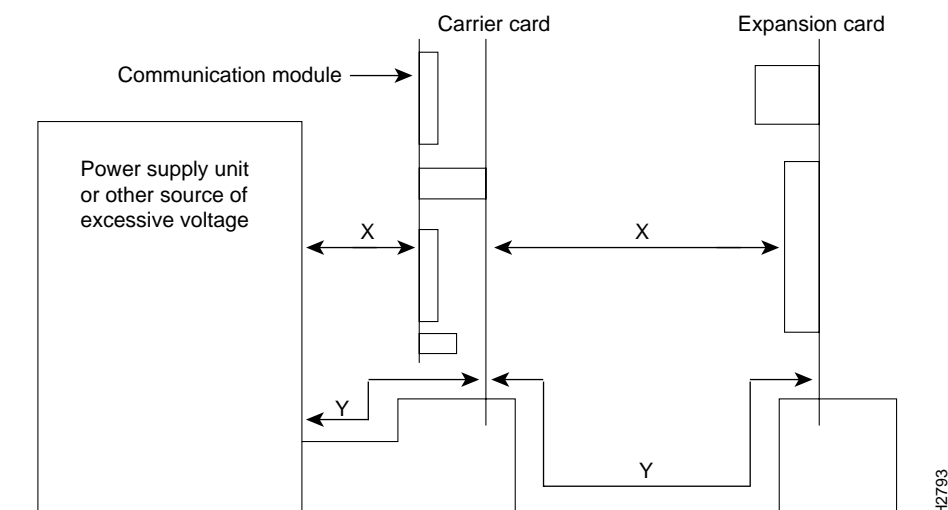 Carrier card
Expansion card
Communication module
Power supply unit
or other source of
excessive voltage
X
X
Y
Y
H2793